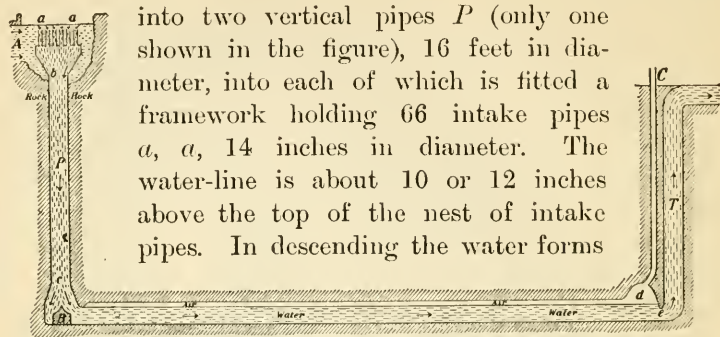 into two vertical pipes P (only one
shown in the figure), 16 feet in dia-
meter, into each of which is fitted a
framework holding 66 intake pipes
a, a, 14 inches in diameter. The
water-line is about 10 or 12 inches
above the top of the nest of intake
pipes. In descending the water forms
R a a
A
b
Rock Rock
P
c
B
Air Air
Water Water
d
e
C
T